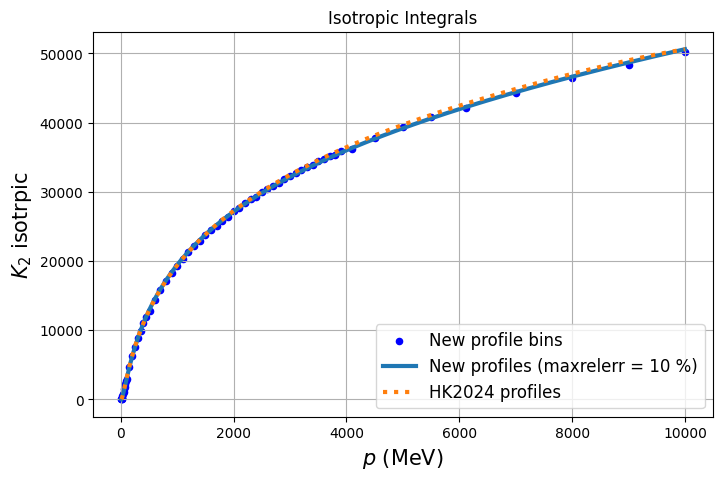 Isotropic Integrals
50000
40000
30000
20000
10000
0
K₂ isotrpic
New profile bins
New profiles (maxrelerr = 10 %)
HK2024 profiles
0
2000
4000
6000
8000
10000
p (MeV)